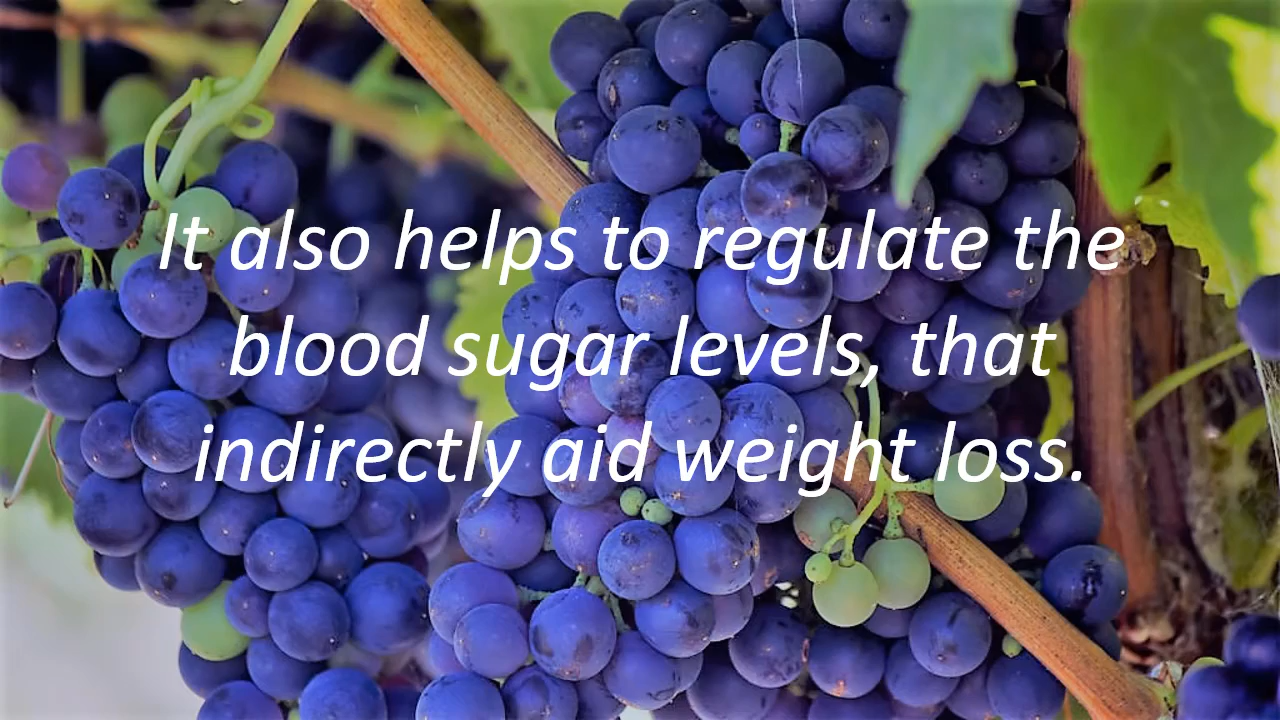 It also helps to regulate the
blood sugar levels, that
indirectly aid weight loss.